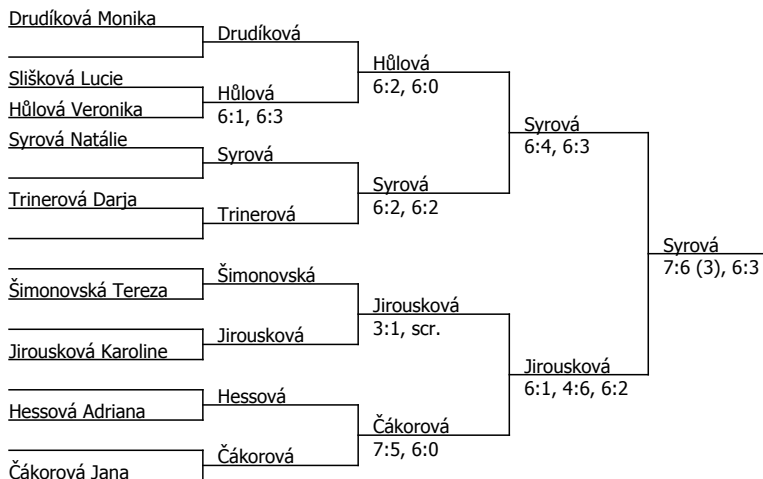 Drudíková Monika
Drudíková
Hůlová
6:2, 6:0
Slišková Lucie
Hůlová
6:1, 6:3
Hůlová Veronika
Syrová
6:4, 6:3
Syrová Natálie
Syrová
Syrová
6:2, 6:2
Trinerová Darja
Trinerová
Syrová
7:6 (3), 6:3
Šimonovská
Šimonovská Tereza
Jirousková
3:1, scr.
Jirousková
Jirousková Karoline
Jirousková
6:1, 4:6, 6:2
Hessová
Hessová Adriana
Čákorová
7:5, 6:0
Čákorová
Čákorová Jana